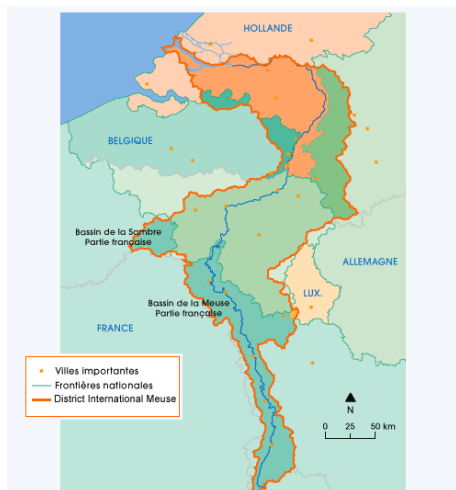 HOLLANDE
BELGIQUE
Bassin de la Sambre
Partie française
ALLEMAGNE
LUX.
Bassin de la Meuse
Partie française
FRANCE
Villes importantes
Frontières nationales
District International Meuse
N
0 25 50 km